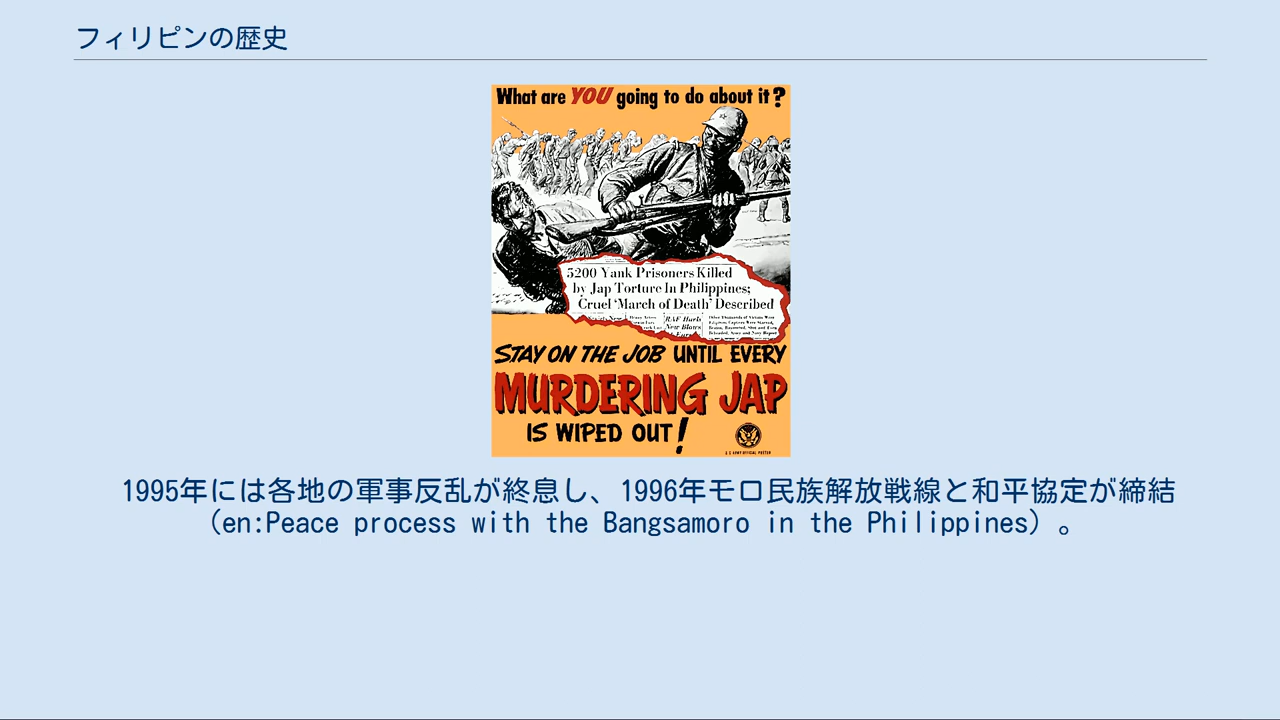 フィリピンの歴史
What are YOU going to do about it?
5200 Yank Prisoners Killed
by Jap Torture In Philippines;
Cruel 'March of Death' Described
STAY ON THE JOB UNTIL EVERY
MURDERING JAP
IS WIPED OUT!
1995年には各地の軍事反乱が終息し、1996年モロ民族解放戦線と和平協定が締結
（en:Peace process with the Bangsamoro in the Philippines）。